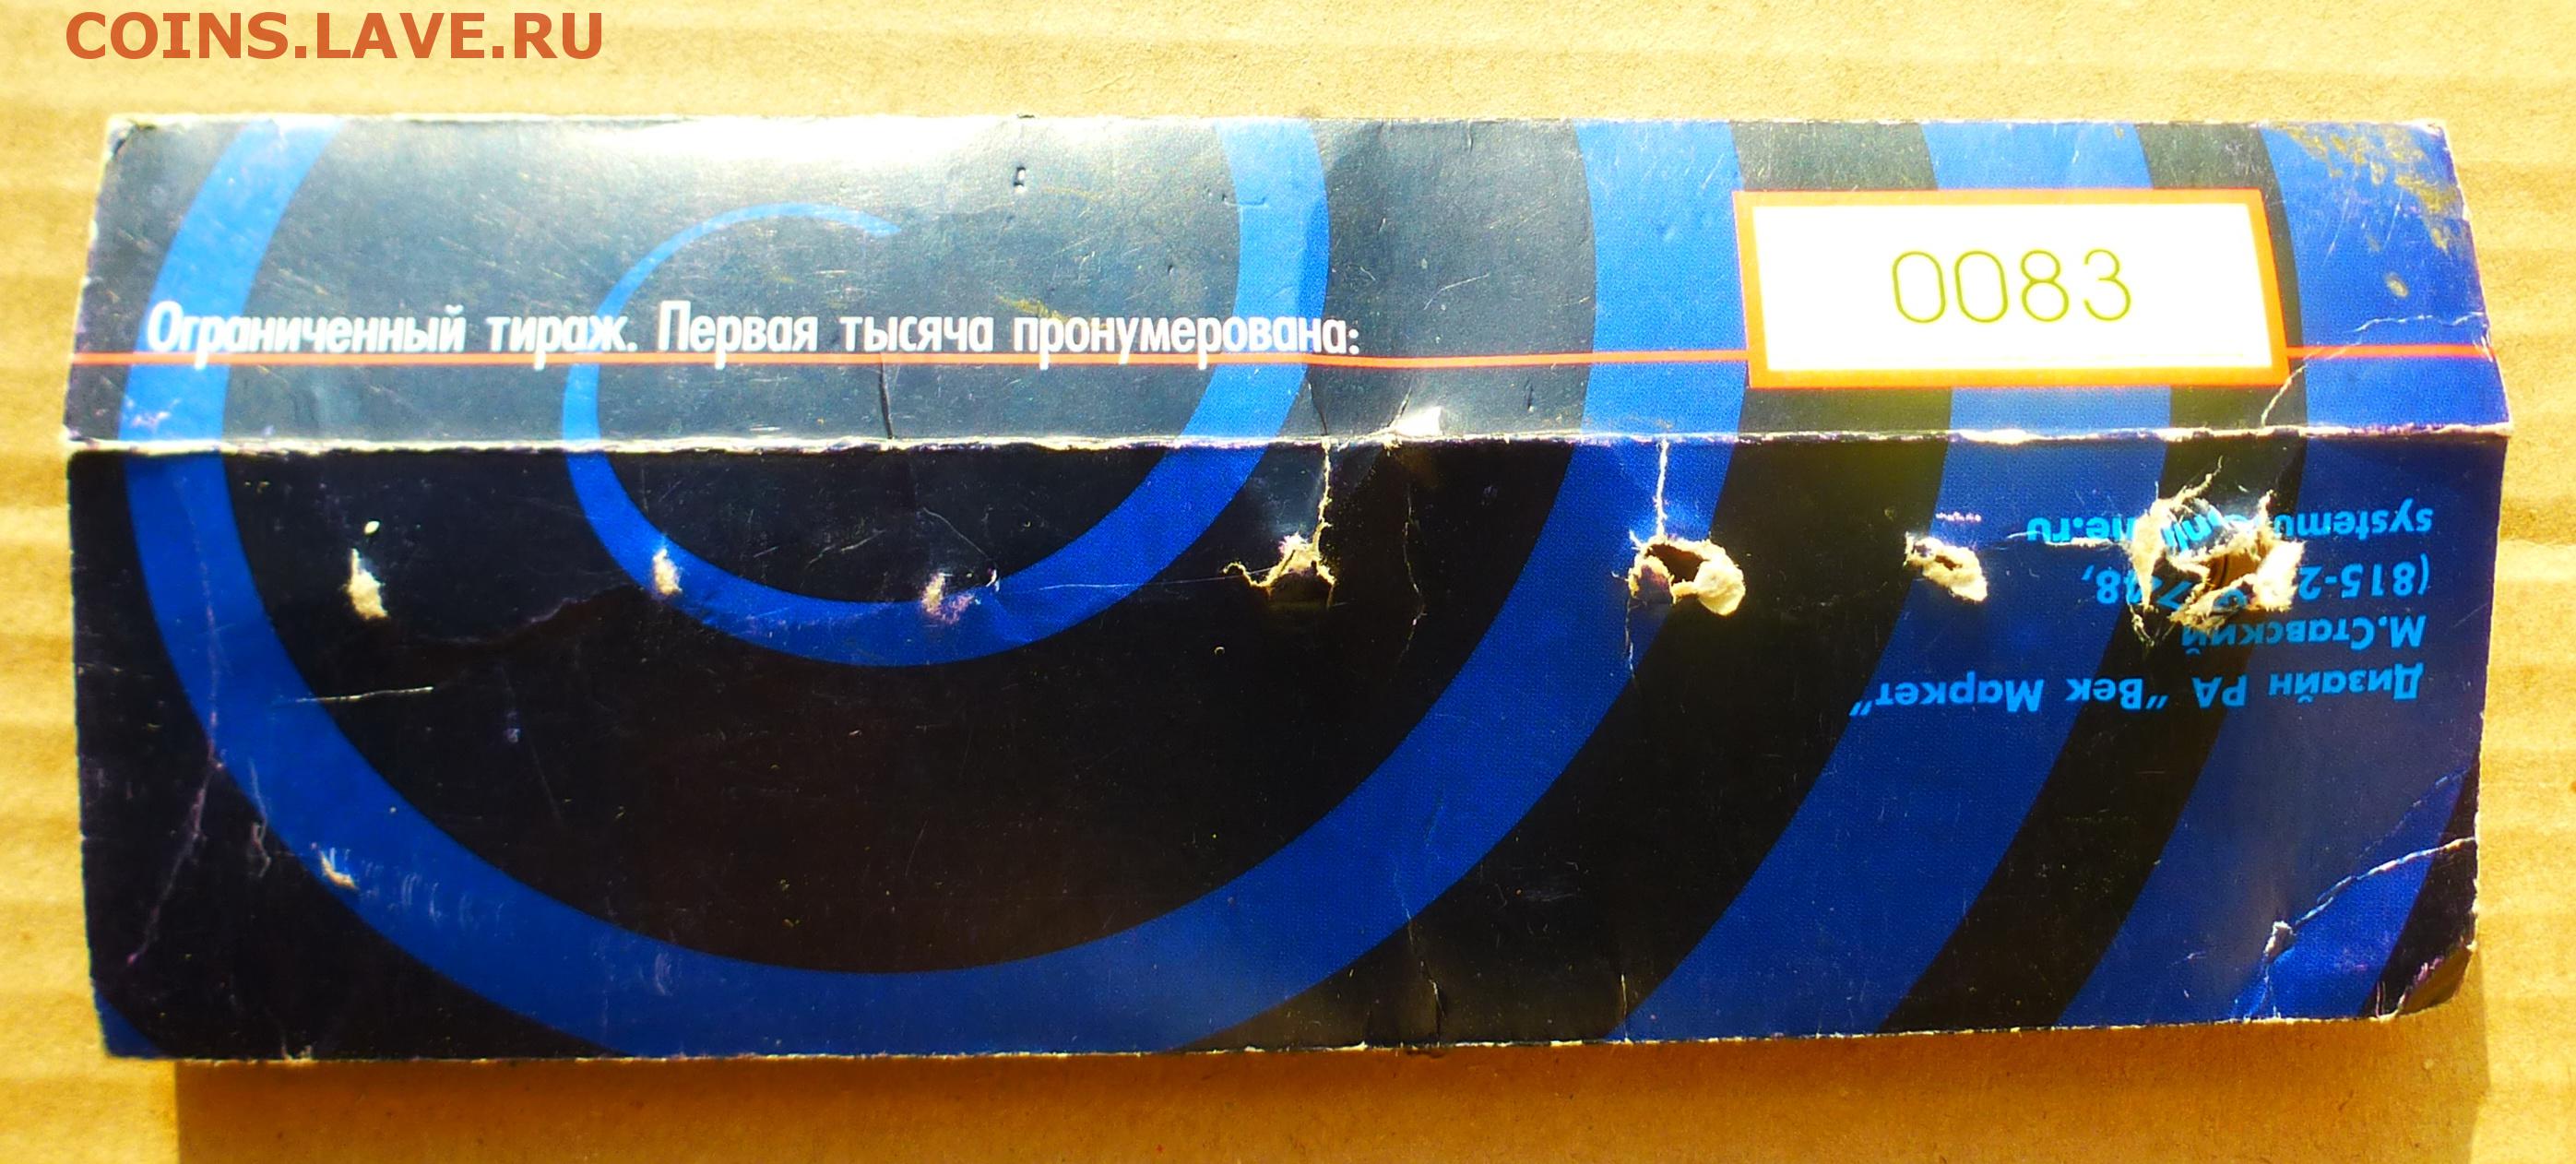 COINS.LAVE.RU
0083
Ограниченный тираж. Первая тысяча пронумерована:
Дизайн РА "Век Маркет"
М.Ставский